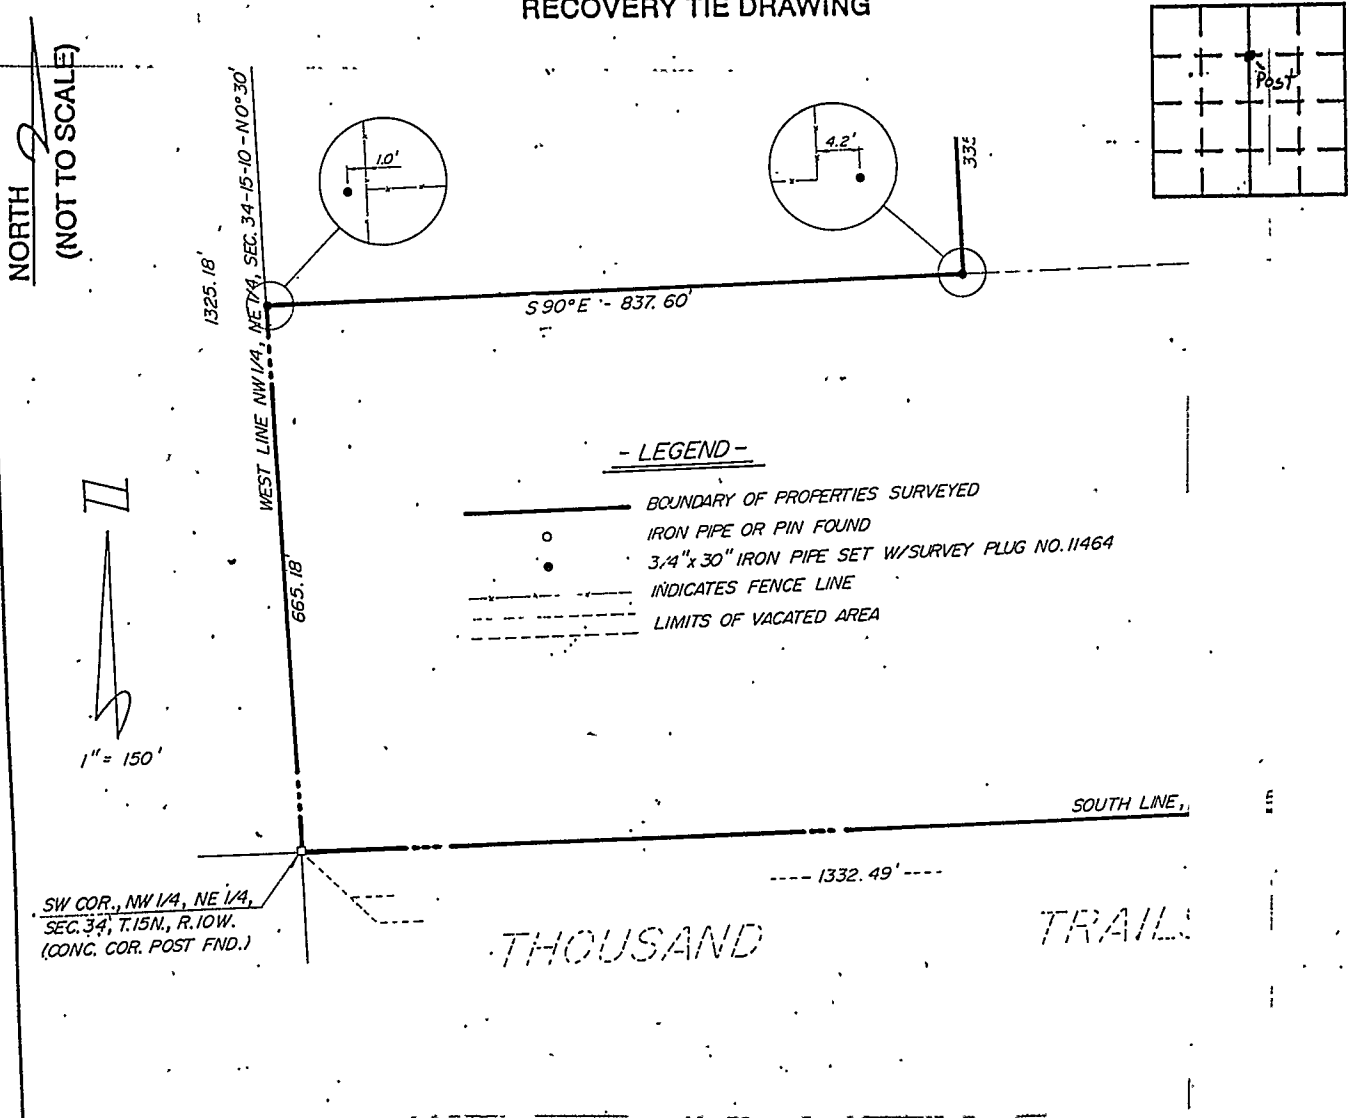 RECOVERY TIE DRAWING
NORTH
(NOT TO SCALE)
Post
1.0'
4.2'
335
WEST LINE NW 1/4, NE 1/4, SEC. 34-15-10-N0°30'
1325.18'
S 90° E - 837.60'
- LEGEND -
BOUNDARY OF PROPERTIES SURVEYED
IRON PIPE OR PIN FOUND
3/4" x 30" IRON PIPE SET W/SURVEY PLUG NO. 11464
INDICATES FENCE LINE
LIMITS OF VACATED AREA
N
665.18'
1" = 150'
SOUTH LINE,
1332.49'
SW COR., NW 1/4, NE 1/4,
SEC. 34, T.15N., R.10W.
(CONC. COR. POST FND.)
THOUSAND TRAILS